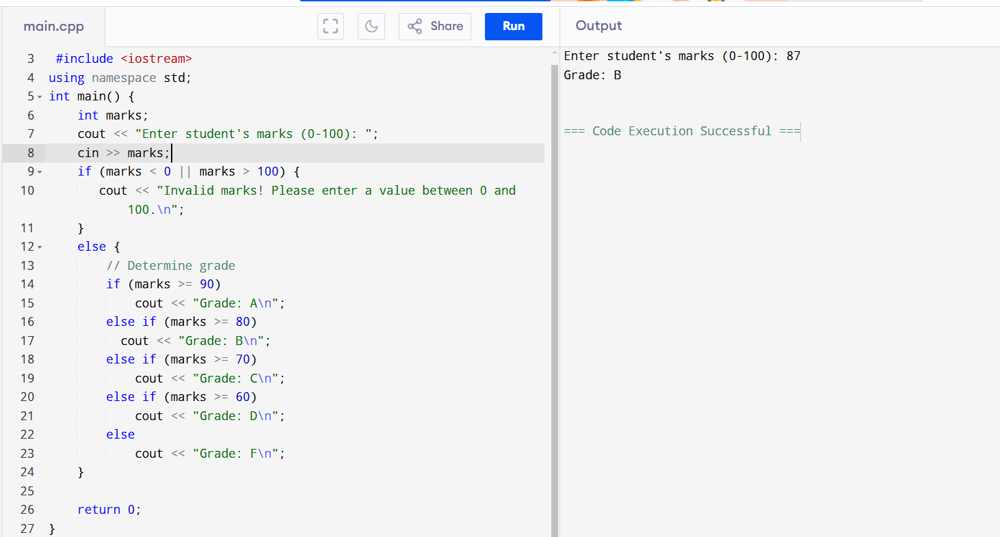 main.cpp
Share
Run
Output
3 #include <iostream>
4 using namespace std;
5 int main() {
6 int marks;
7 cout << "Enter student's marks (0-100): ";
8 cin >> marks;
9 if (marks < 0 || marks > 100) {
10 cout << "Invalid marks! Please enter a value between 0 and
100.\n";
11 }
12 else {
13 // Determine grade
14 if (marks >= 90)
15 cout << "Grade: A\n";
16 else if (marks >= 80)
17 cout << "Grade: B\n";
18 else if (marks >= 70)
19 cout << "Grade: C\n";
20 else if (marks >= 60)
21 cout << "Grade: D\n";
22 else
23 cout << "Grade: F\n";
24 }
25
26 return 0;
27 }
Enter student's marks (0-100): 87
Grade: B
=== Code Execution Successful ===